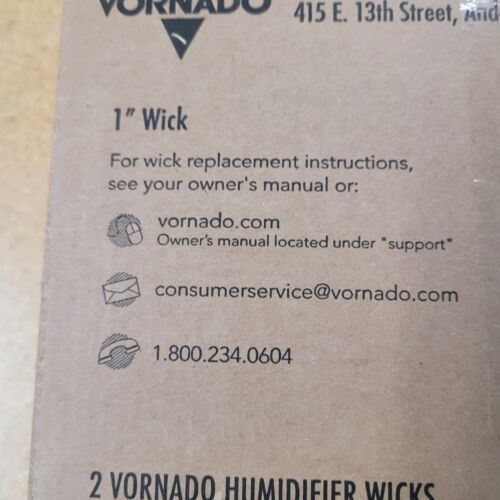 VORNADO
415 E. 13th Street,
1" Wick
For wick replacement instructions,
see your owner's manual or:
vornado.com
Owner's manual located under "support"
consumerservice@vornado.com
1.800.234.0604
2 VORNADO HUMIDIFIER WICKS